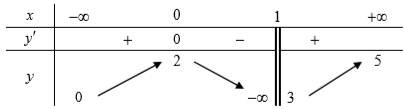 x −∞ 0 1 +∞
y′ + 0 − +
2 5
y
0 −∞ 3